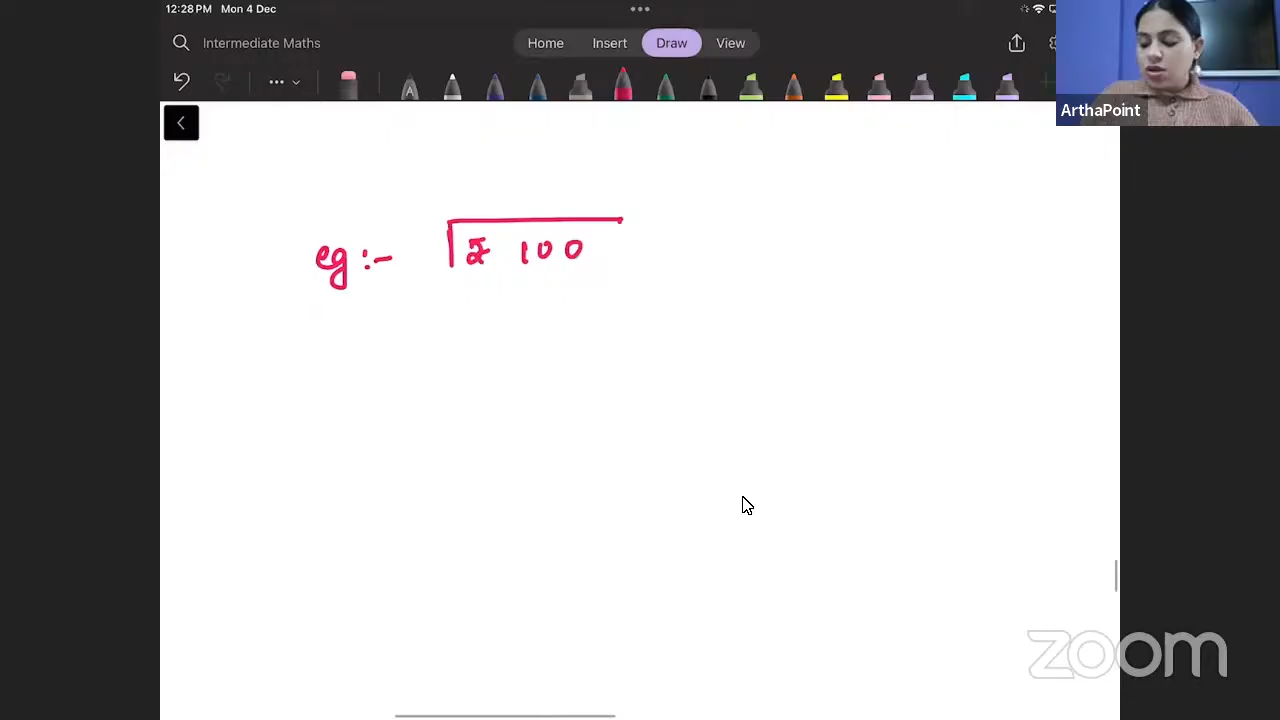 12:28 PM Mon 4 Dec
Intermediate Maths
Home Insert Draw View
A
ArthaPoint
eg :- ₹ 100
zoom